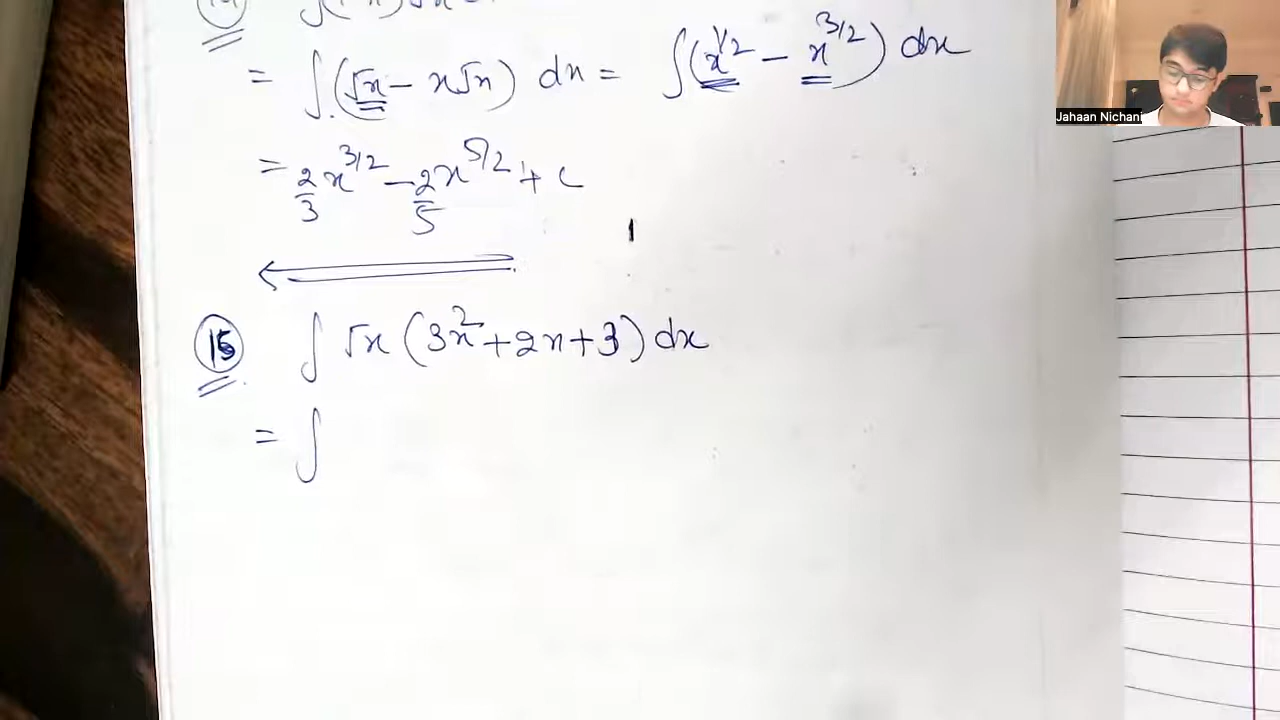 = ∫(√x − x√x) dx = ∫(x^1/2 − x^3/2) dx
= 2/3 x^3/2 − 2/5 x^5/2 + c
15 ∫ √x (3x² + 2x + 3) dx
= ∫
Jahaan Nichani